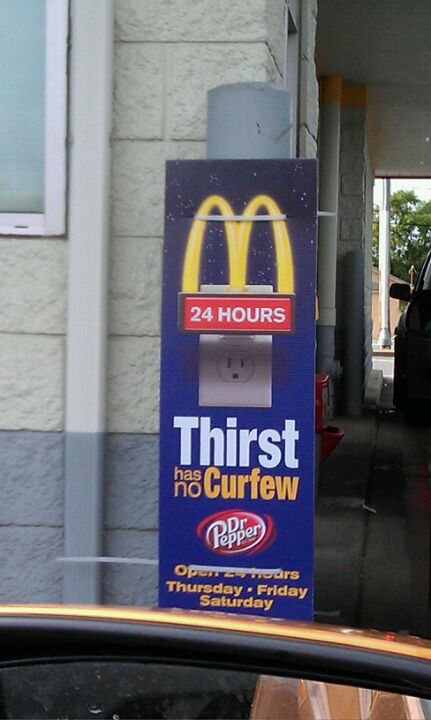 24 HOURS
Thirst
has no Curfew
Dr Pepper
Open 24 Hours
Thursday • Friday
Saturday